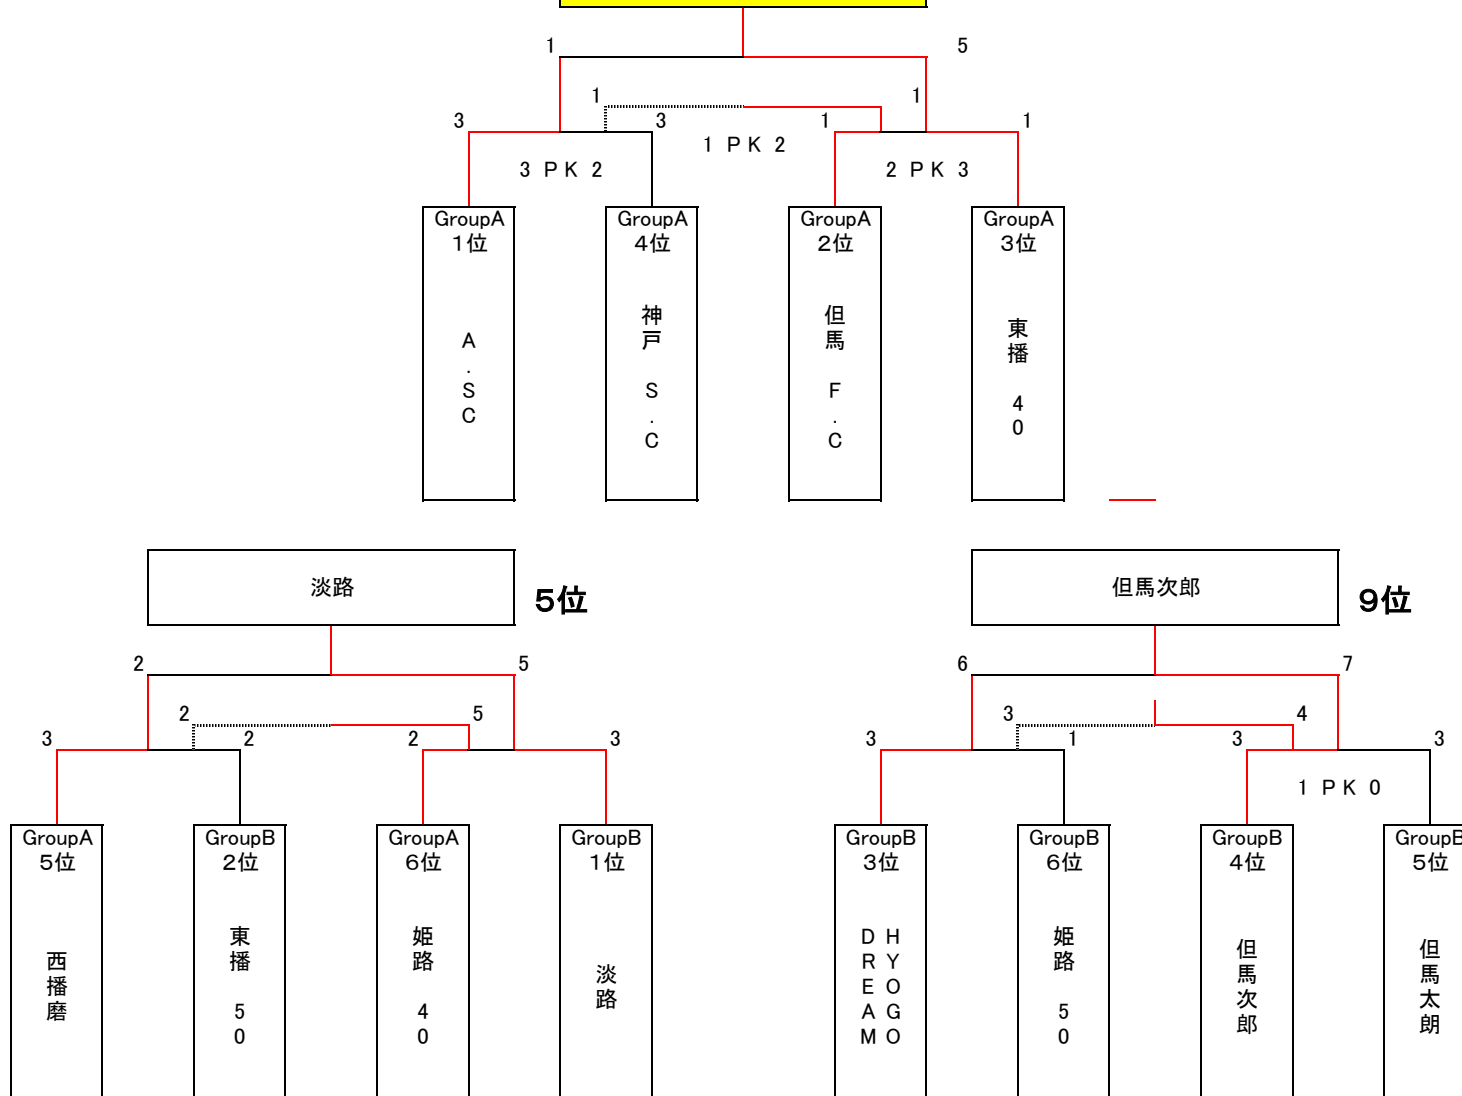 1 5
1 1
3 3 1 1
1 PK 2
3 PK 2 2 PK 3
GroupA GroupA GroupA GroupA
1位 4位 2位 3位
A.SC
神戸 S.C
但馬 F.C
東播 40
淡路 5位
但馬次郎 9位
2 5 6 7
2 5 3 4
3 2 2 3 3 1 3 3
1 PK 0
GroupA GroupB GroupA GroupB GroupB GroupB GroupB GroupB
5位 2位 6位 1位 3位 6位 4位 5位
西播磨
東播 50
姫路 40
淡路
HYOGO
DREAM
姫路 50
但馬次郎
但馬太朗